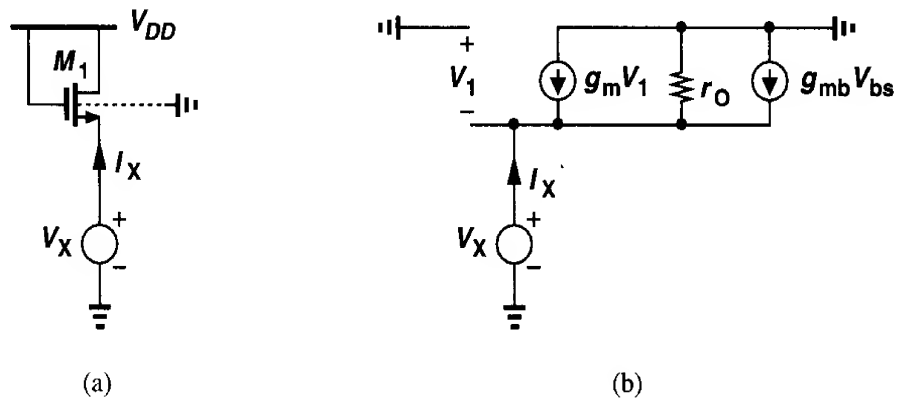 V_DD
M_1
I_X
V_X
+
−
(a)
+
V_1
−
g_m V_1
r_O
g_mb V_bs
I_X
V_X
+
−
(b)